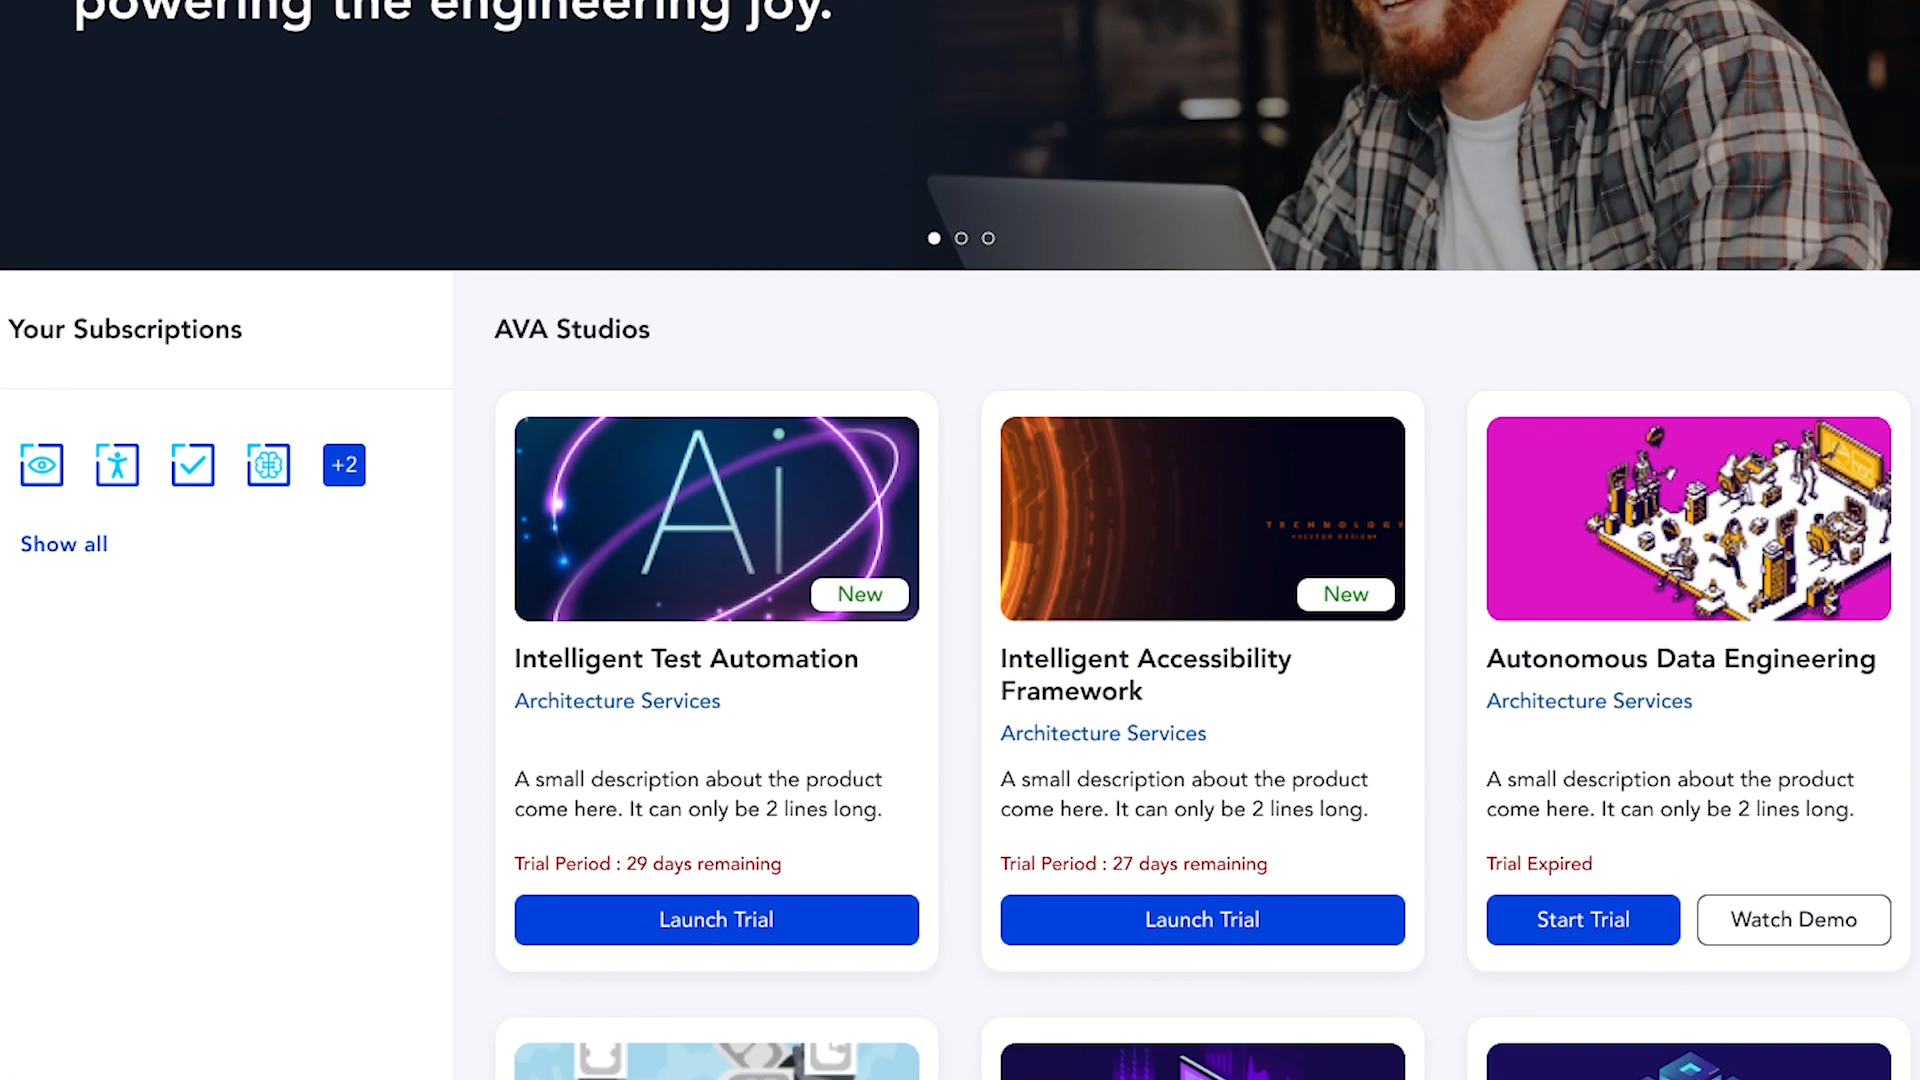 powering the engineering joy.
Your Subscriptions
+2
Show all
AVA Studios
Ai
New
Intelligent Test Automation
Architecture Services
A small description about the product
come here. It can only be 2 lines long.
Trial Period : 29 days remaining
Launch Trial
TECHNOLOGY
VECTOR DESIGN
New
Intelligent Accessibility
Framework
Architecture Services
A small description about the product
come here. It can only be 2 lines long.
Trial Period : 27 days remaining
Launch Trial
Autonomous Data Engineering
Architecture Services
A small description about the product
come here. It can only be 2 lines long.
Trial Expired
Start Trial
Watch Demo